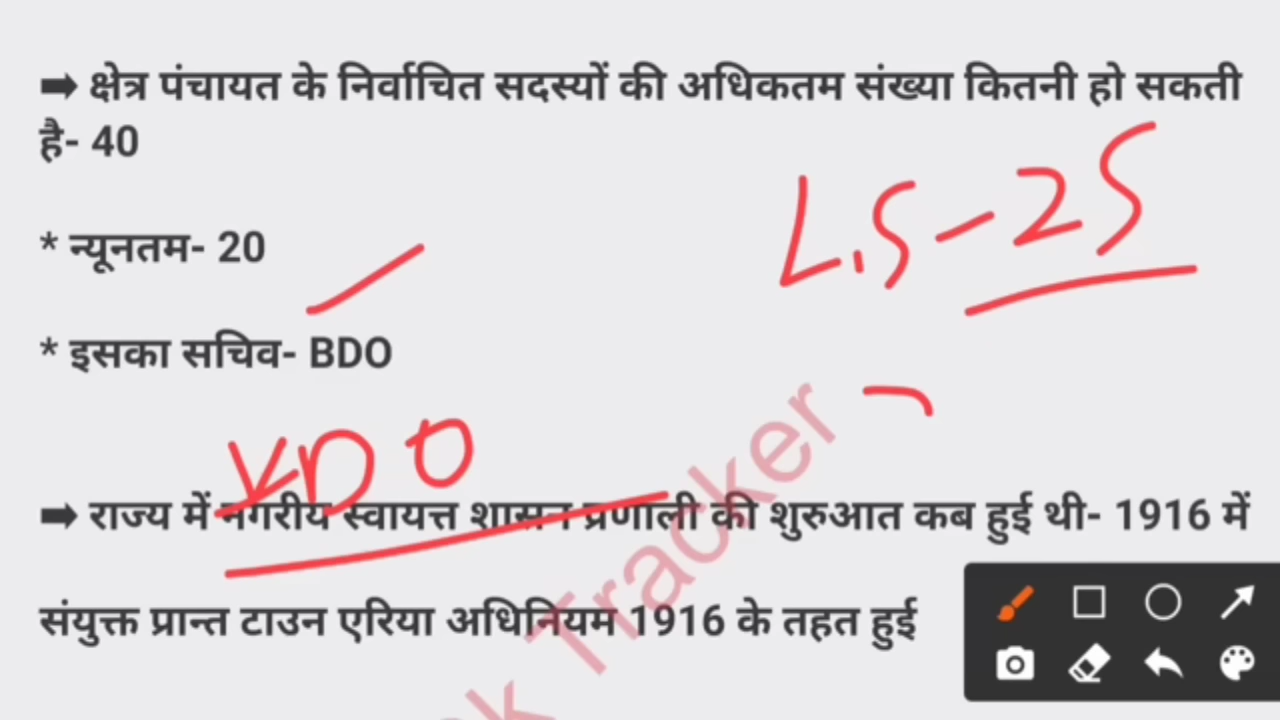 ➡ क्षेत्र पंचायत के निर्वाचित सदस्यों की अधिकतम संख्या कितनी हो सकती
है- 40
L.S-25
* न्यूनतम- 20
* इसका सचिव- BDO
VDO
➡ राज्य में नगरीय स्वायत्त शासन प्रणाली की शुरुआत कब हुई थी- 1916 में
संयुक्त प्रान्त टाउन एरिया अधिनियम 1916 के तहत हुई
Tracker